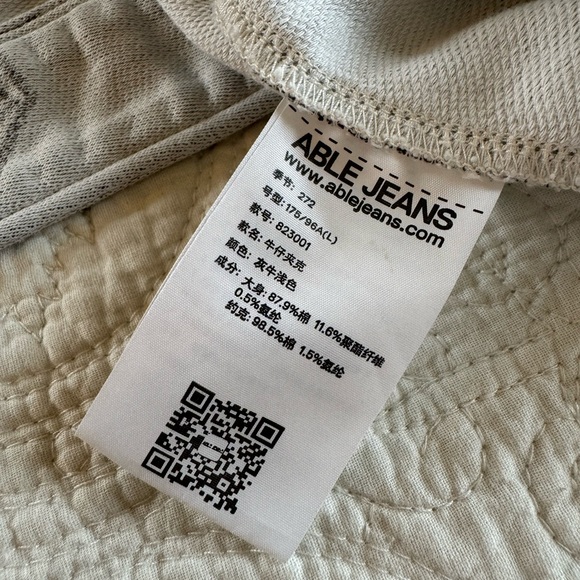 ABLE JEANS
www.ablejeans.com
季节: 272
号型: 175/96A(L)
款号: 823001
款名: 牛仔夹克
颜色: 灰牛浅色
成分: 大身: 87.9%棉 11.6%聚酯纤维
0.5%氨纶
约克: 98.5%棉 1.5%氨纶